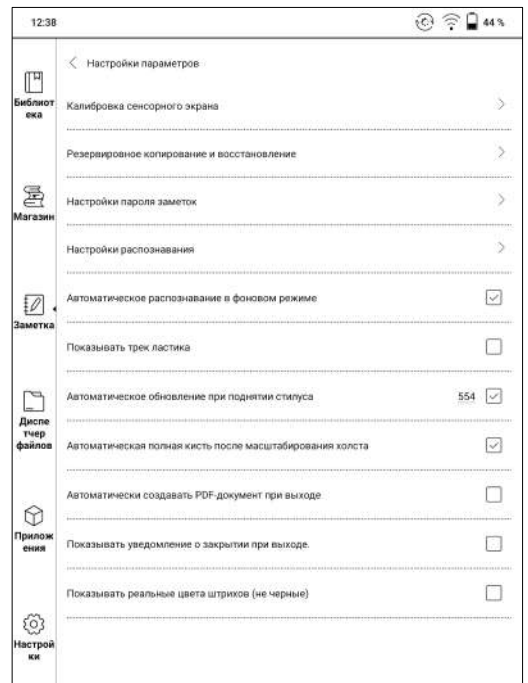 12:38
44 %
Настройки параметров
Библиот
ека
Калибровка сенсорного экрана
Резервировное копирование и восстановление
Магазин
Настройки пароля заметок
Настройки распознавания
Заметка
Автоматическое распознавание в фоновом режиме
Показывать трек ластика
Диспе
тчер
файлов
Автоматическое обновление при поднятии стилуса 554
Автоматическая полная кисть после масштабирования холста
Автоматически создавать PDF-документ при выходе
Прилож
ения
Показывать уведомление о закрытии при выходе.
Показывать реальные цвета штрихов (не черные)
Настрой
ки